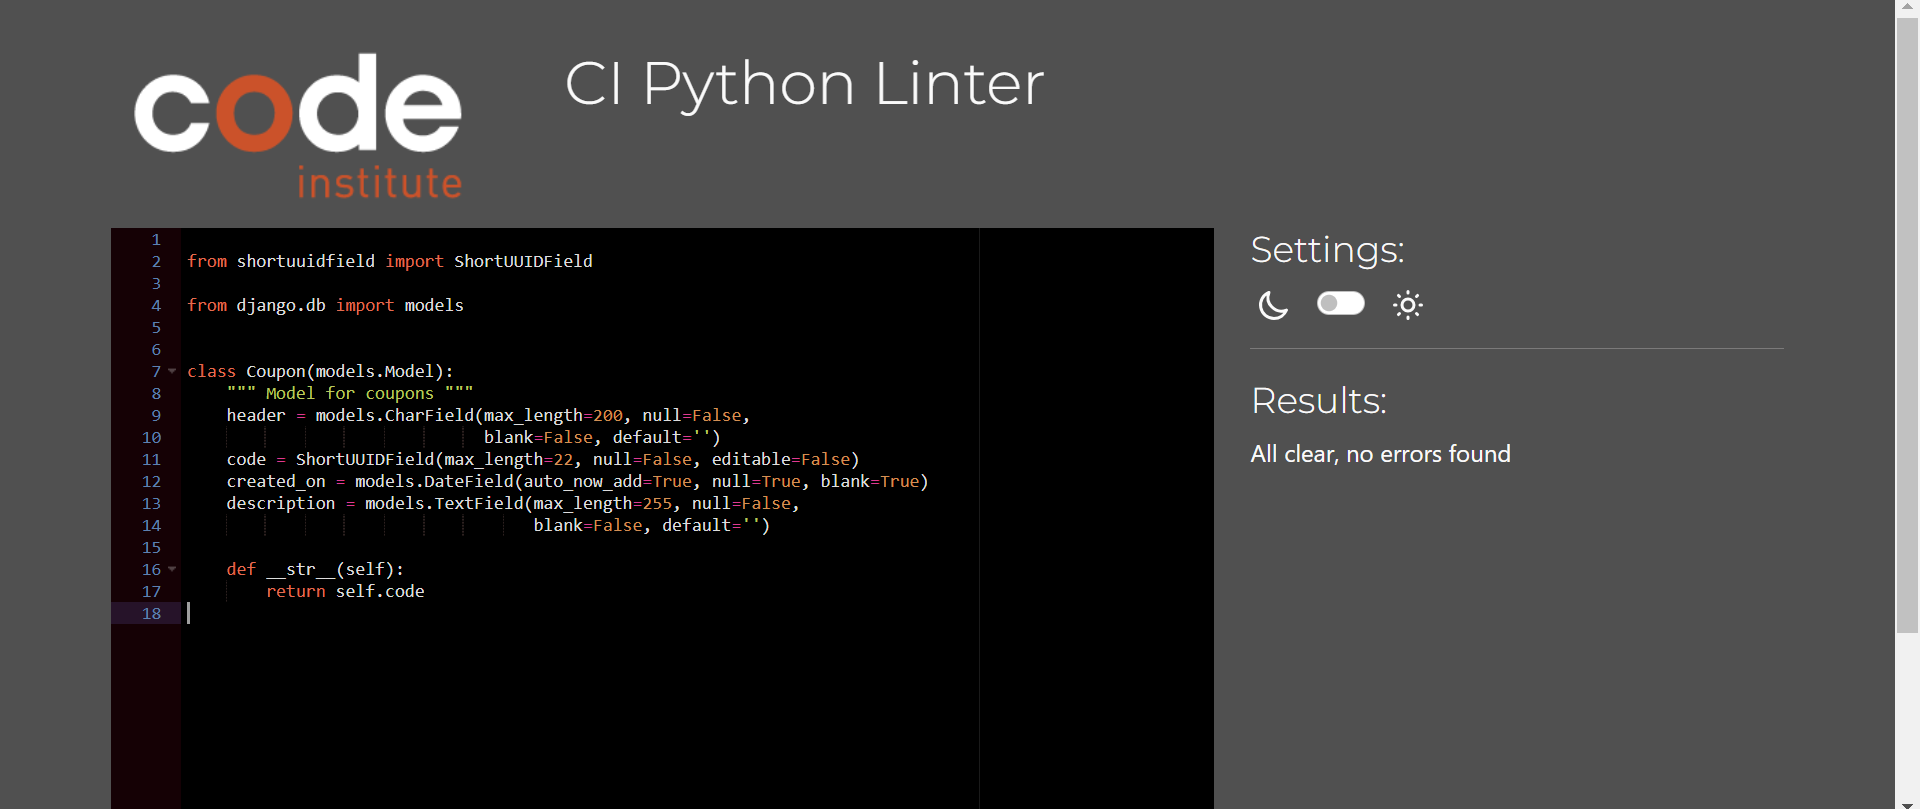 code
institute
CI Python Linter
1
2 from shortuuidfield import ShortUUIDField
3
4 from django.db import models
5
6
7 class Coupon(models.Model):
8     """ Model for coupons """
9     header = models.CharField(max_length=200, null=False,
10                               blank=False, default='')
11     code = ShortUUIDField(max_length=22, null=False, editable=False)
12     created_on = models.DateField(auto_now_add=True, null=True, blank=True)
13     description = models.TextField(max_length=255, null=False,
14                                    blank=False, default='')
15
16     def __str__(self):
17         return self.code
18
Settings:
Results:
All clear, no errors found